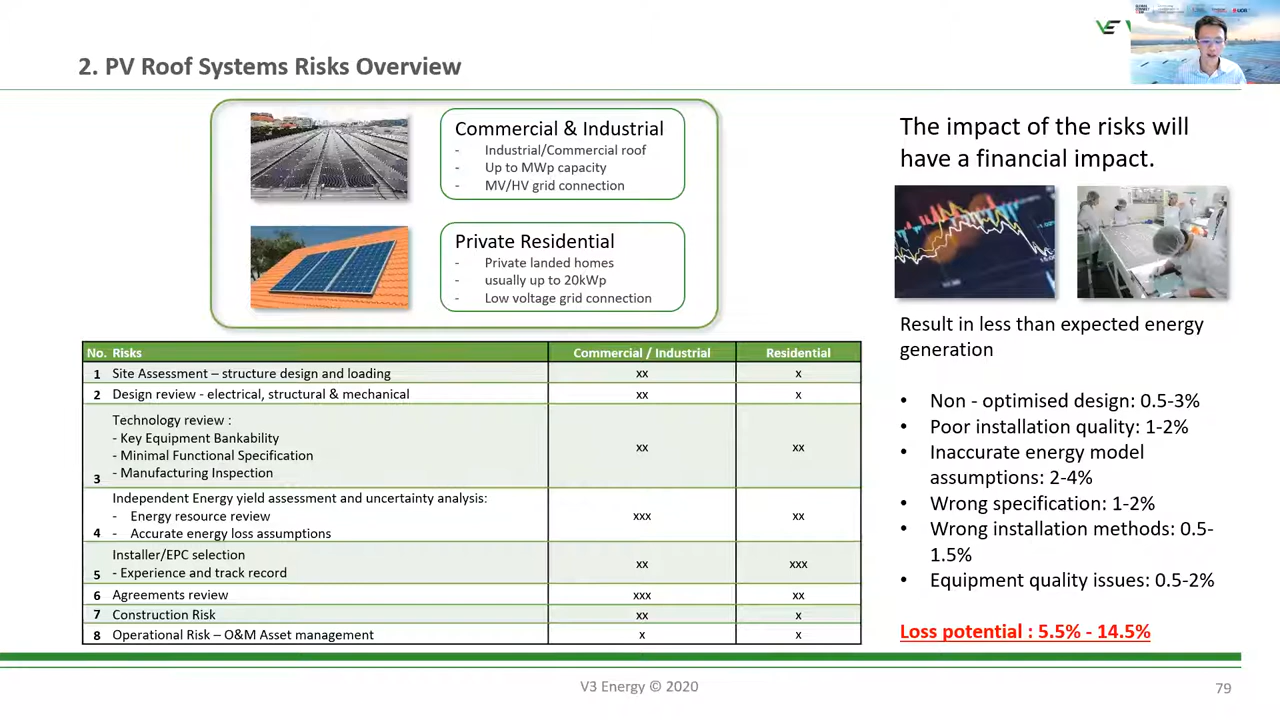 2. PV Roof Systems Risks Overview
Commercial & Industrial
- Industrial/Commercial roof
- Up to MWp capacity
- MV/HV grid connection
Private Residential
- Private landed homes
- usually up to 20kWp
- Low voltage grid connection
No. Risks Commercial / Industrial Residential
1 Site Assessment – structure design and loading xx x
2 Design review - electrical, structural & mechanical xx x
Technology review :
- Key Equipment Bankability
- Minimal Functional Specification
3 - Manufacturing Inspection xx xx
Independent Energy yield assessment and uncertainty analysis:
- Energy resource review xxx xx
4 - Accurate energy loss assumptions
Installer/EPC selection xx xxx
5 - Experience and track record
6 Agreements review xxx xx
7 Construction Risk xx x
8 Operational Risk – O&M Asset management x x
The impact of the risks will
have a financial impact.
Result in less than expected energy
generation
• Non - optimised design: 0.5-3%
• Poor installation quality: 1-2%
• Inaccurate energy model
assumptions: 2-4%
• Wrong specification: 1-2%
• Wrong installation methods: 0.5-
1.5%
• Equipment quality issues: 0.5-2%
Loss potential : 5.5% - 14.5%
V3 Energy © 2020
79